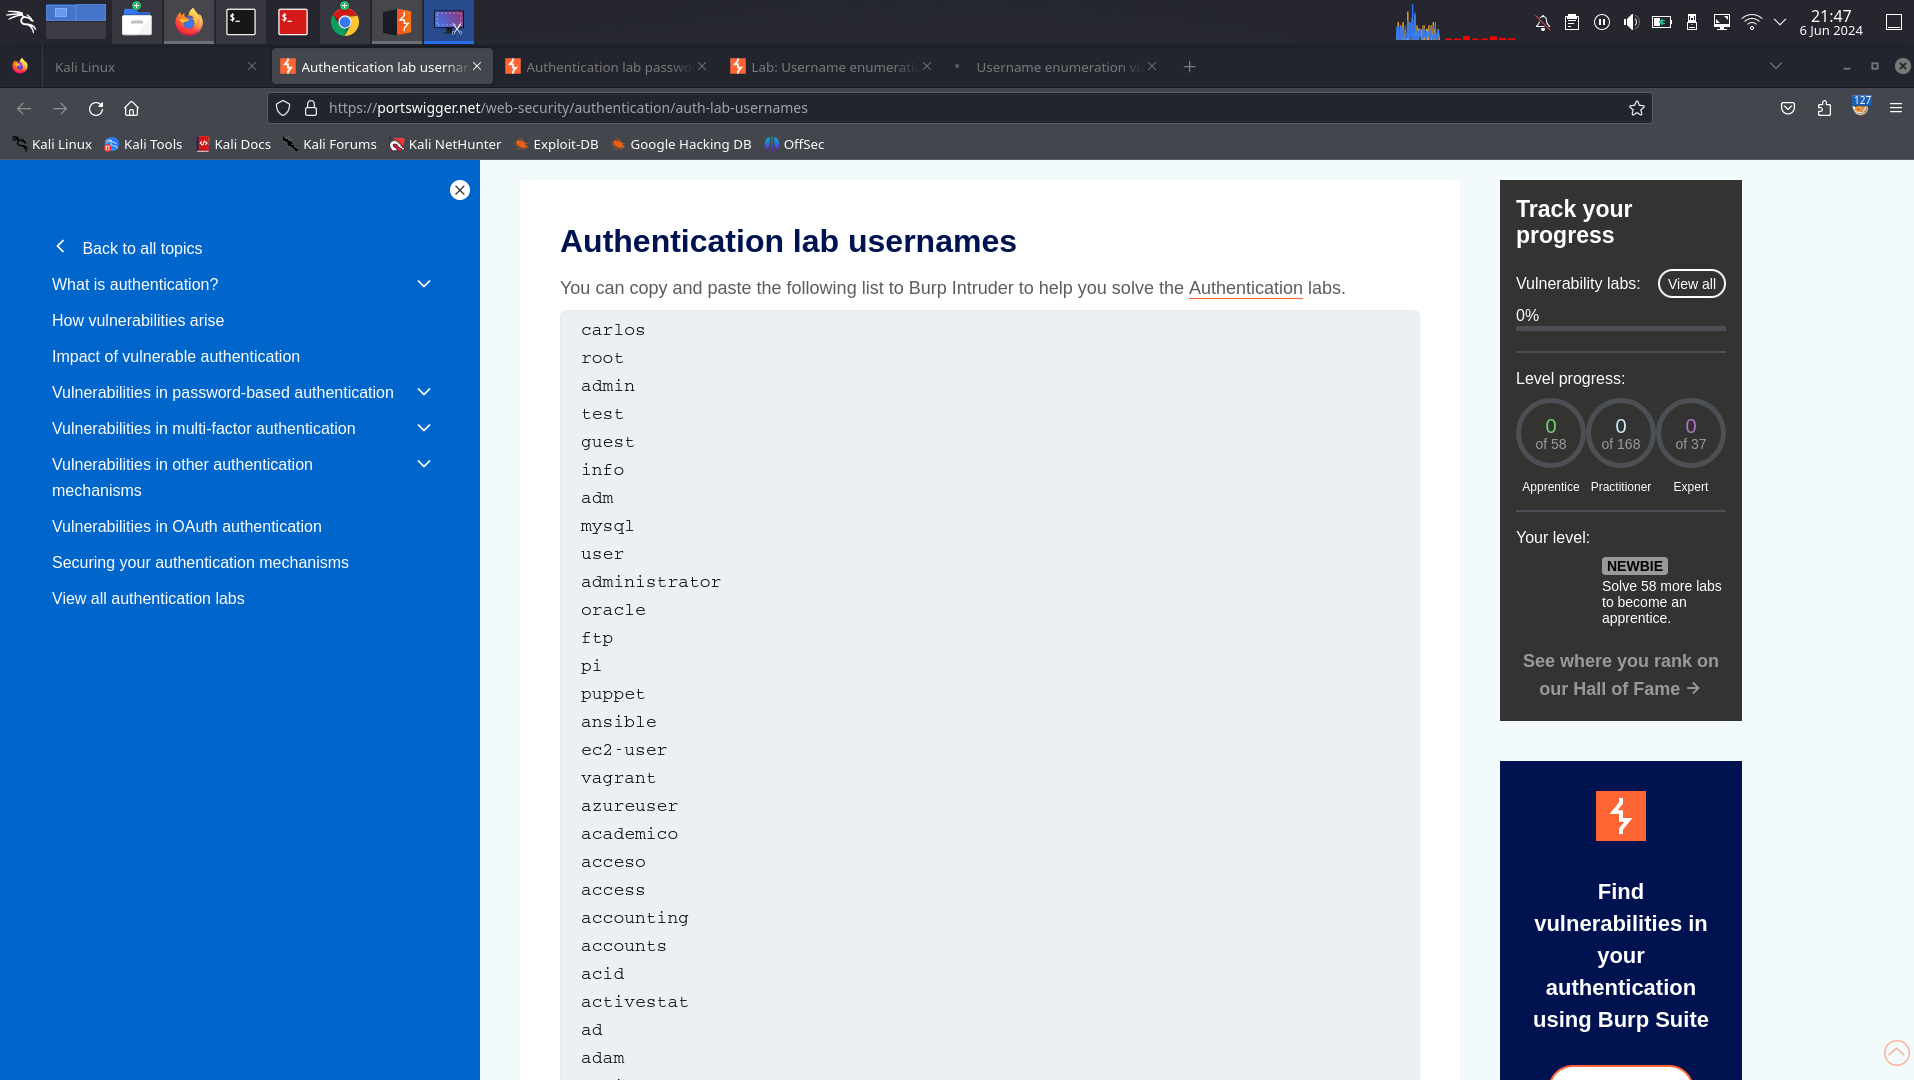 21:47
6 Jun 2024
Kali Linux
Authentication lab usernar
Authentication lab passwo
Lab: Username enumerati
Username enumeration vi
https://portswigger.net/web-security/authentication/auth-lab-usernames
127
Kali Linux
Kali Tools
Kali Docs
Kali Forums
Kali NetHunter
Exploit-DB
Google Hacking DB
OffSec
Back to all topics
What is authentication?
How vulnerabilities arise
Impact of vulnerable authentication
Vulnerabilities in password-based authentication
Vulnerabilities in multi-factor authentication
Vulnerabilities in other authentication
mechanisms
Vulnerabilities in OAuth authentication
Securing your authentication mechanisms
View all authentication labs
Authentication lab usernames
You can copy and paste the following list to Burp Intruder to help you solve the Authentication labs.
carlos
root
admin
test
guest
info
adm
mysql
user
administrator
oracle
ftp
pi
puppet
ansible
ec2-user
vagrant
azureuser
academico
acceso
access
accounting
accounts
acid
activestat
ad
adam
Track your
progress
Vulnerability labs:
View all
0%
Level progress:
0
of 58
0
of 168
0
of 37
Apprentice
Practitioner
Expert
Your level:
NEWBIE
Solve 58 more labs
to become an
apprentice.
See where you rank on
our Hall of Fame →
Find
vulnerabilities in
your
authentication
using Burp Suite